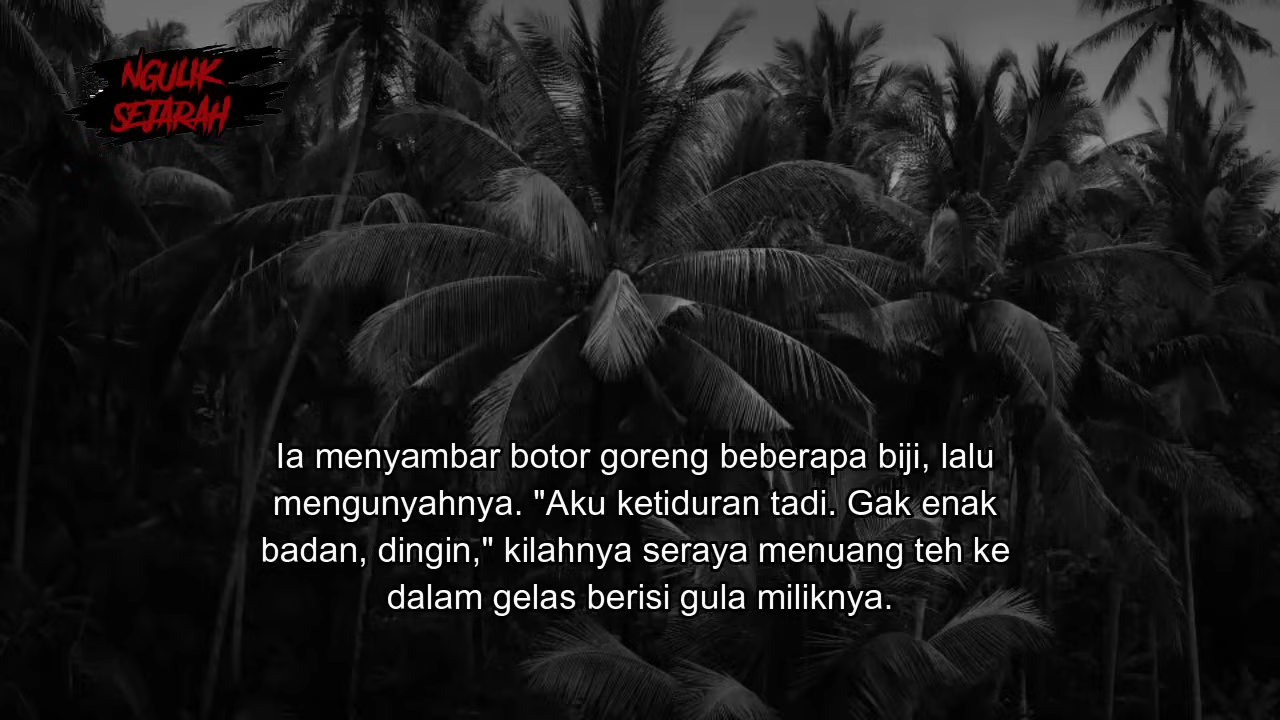 NGULIK
SEJARAH
Ia menyambar botor goreng beberapa biji, lalu
mengunyahnya. "Aku ketiduran tadi. Gak enak
badan, dingin," kilahnya seraya menuang teh ke
dalam gelas berisi gula miliknya.